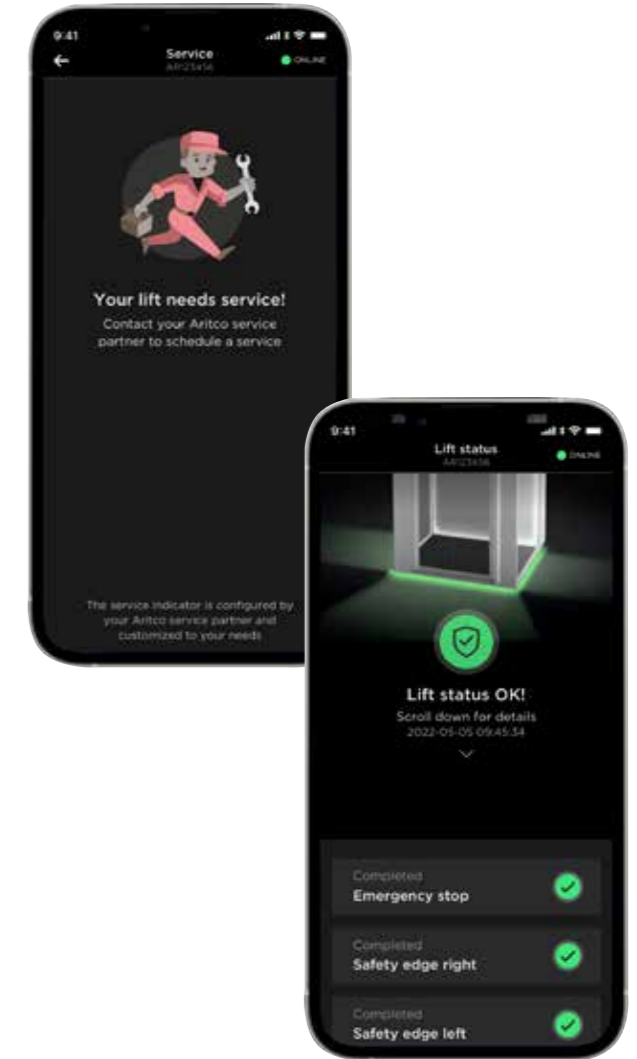 9:41
Service
AR123456
ONLINE
Your lift needs service!
Contact your Aritco service
partner to schedule a service
The service indicator is configured by
your Aritco service partner and
customized to your needs
9:41
Lift status
AR123456
ONLINE
Lift status OK!
Scroll down for details
2022-05-05 09:45:34
Completed
Emergency stop
Completed
Safety edge right
Completed
Safety edge left